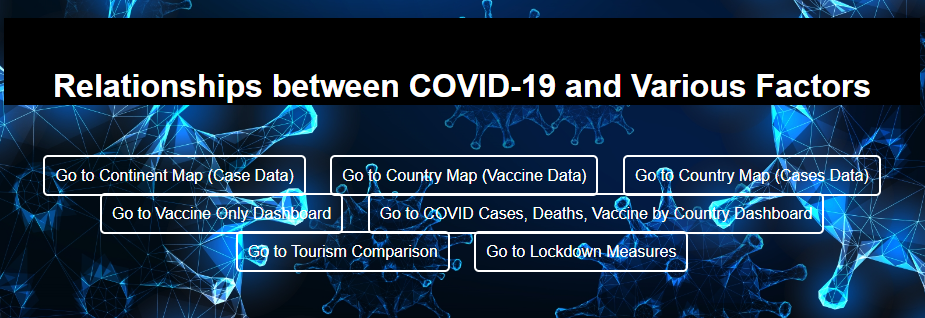 Relationships between COVID-19 and Various Factors
Go to Continent Map (Case Data) Go to Country Map (Vaccine Data) Go to Country Map (Cases Data)
Go to Vaccine Only Dashboard Go to COVID Cases, Deaths, Vaccine by Country Dashboard
Go to Tourism Comparison Go to Lockdown Measures